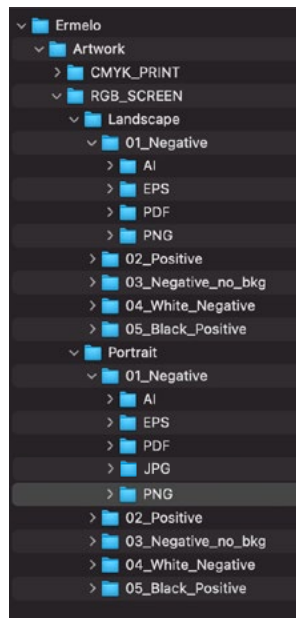 Ermelo
Artwork
CMYK_PRINT
RGB_SCREEN
Landscape
01_Negative
AI
EPS
PDF
PNG
02_Positive
03_Negative_no_bkg
04_White_Negative
05_Black_Positive
Portrait
01_Negative
AI
EPS
PDF
JPG
PNG
02_Positive
03_Negative_no_bkg
04_White_Negative
05_Black_Positive